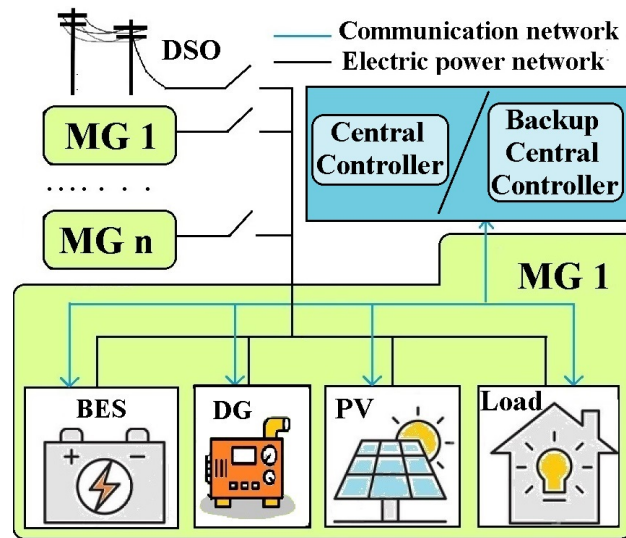 Communication network
DSO
Electric power network
MG 1
Central
Controller
Backup
Central
Controller
MG n
MG 1
BES
DG
PV
Load